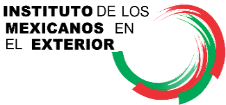 INSTITUTO DE LOS
MEXICANOS EN
EL EXTERIOR